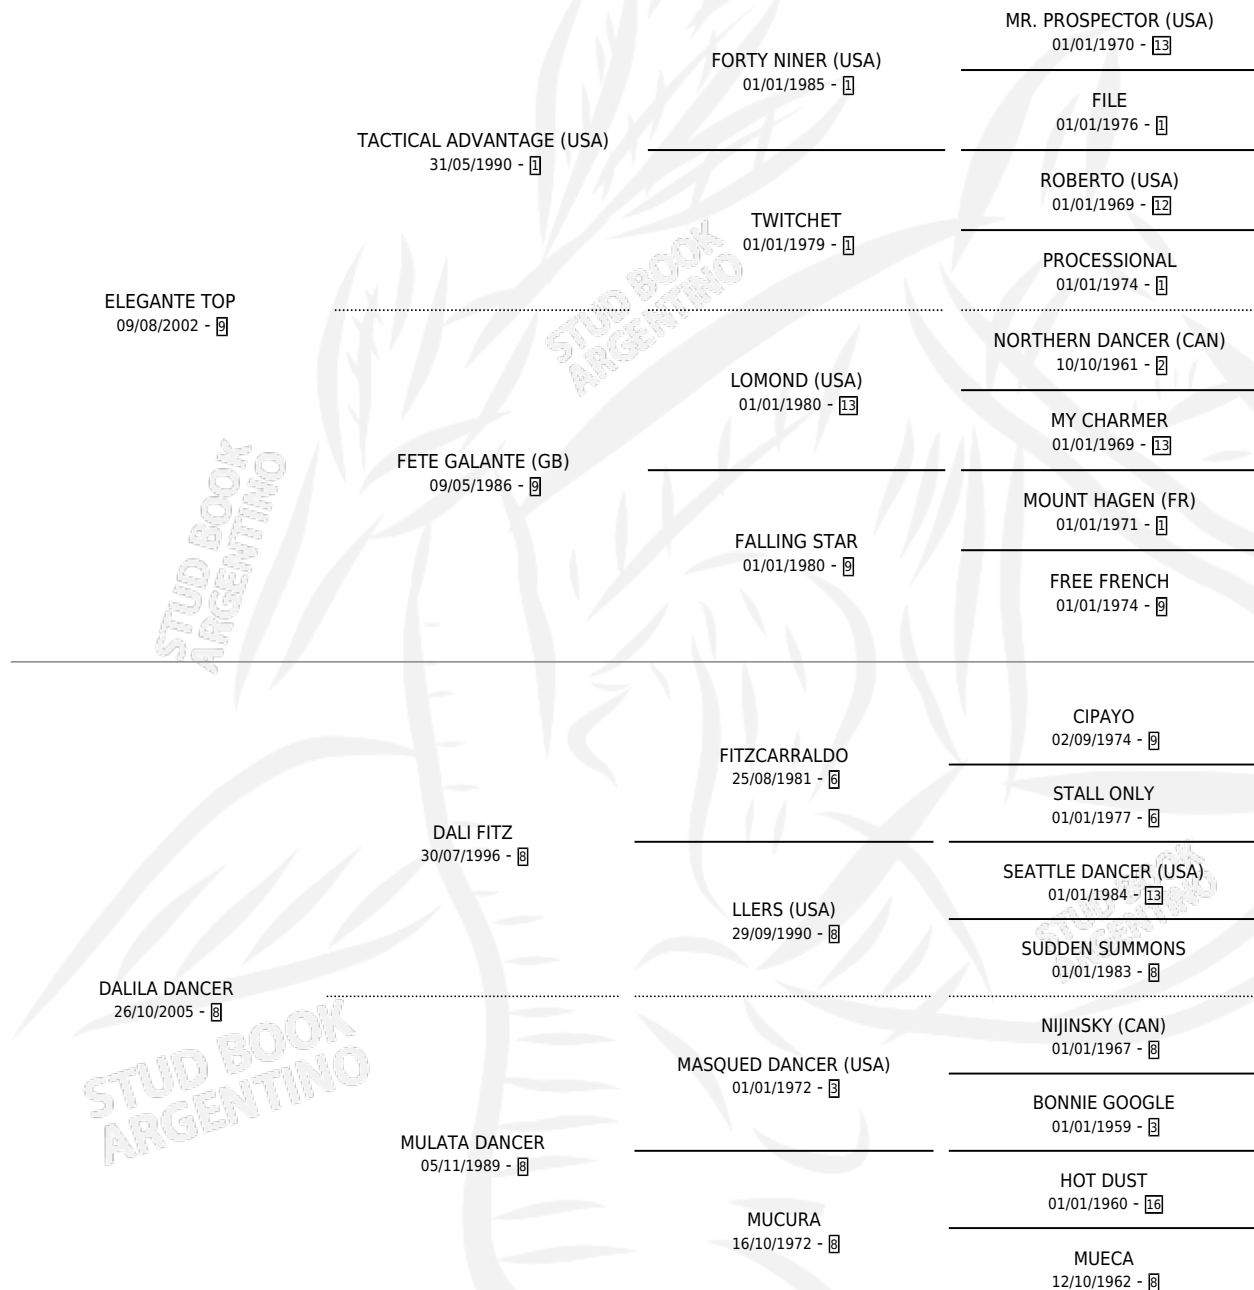 MR. PROSPECTOR (USA)
01/01/1970 - 13
FORTY NINER (USA)
01/01/1985 - 1
FILE
01/01/1976 - 1
TACTICAL ADVANTAGE (USA)
31/05/1990 - 1
ROBERTO (USA)
01/01/1969 - 12
TWITCHET
01/01/1979 - 1
PROCESSIONAL
01/01/1974 - 1
ELEGANTE TOP
09/08/2002 - 9
NORTHERN DANCER (CAN)
10/10/1961 - 2
LOMOND (USA)
01/01/1980 - 13
MY CHARMER
01/01/1969 - 13
FETE GALANTE (GB)
09/05/1986 - 9
MOUNT HAGEN (FR)
01/01/1971 - 1
FALLING STAR
01/01/1980 - 9
FREE FRENCH
01/01/1974 - 9
STUD BOOK
ARGENTINO
STUD BOOK
ARGENTINO
CIPAYO
02/09/1974 - 9
FITZCARRALDO
25/08/1981 - 6
STALL ONLY
01/01/1977 - 6
DALI FITZ
30/07/1996 - 8
SEATTLE DANCER (USA)
01/01/1984 - 13
LLERS (USA)
29/09/1990 - 8
SUDDEN SUMMONS
01/01/1983 - 8
STUD BOOK
ARGENTINO
DALILA DANCER
26/10/2005 - 8
NIJINSKY (CAN)
01/01/1967 - 8
MASQUED DANCER (USA)
01/01/1972 - 3
BONNIE GOOGLE
01/01/1959 - 3
MULATA DANCER
05/11/1989 - 8
HOT DUST
01/01/1960 - 16
MUCURA
16/10/1972 - 8
MUECA
12/10/1962 - 8
STUD BOOK
ARGENTINO